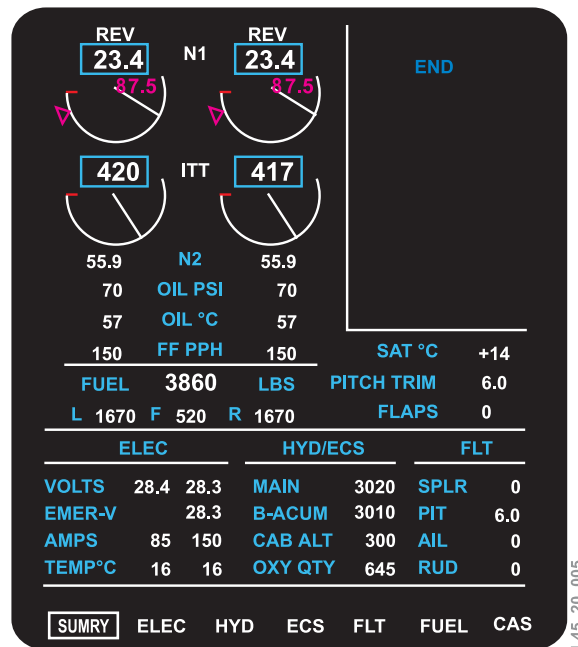 REV N1 REV
23.4 23.4 END
87.5 87.5
420 ITT 417
55.9 N2 55.9
70 OIL PSI 70
57 OIL °C 57
150 FF PPH 150 SAT °C +14
FUEL 3860 LBS PITCH TRIM 6.0
L 1670 F 520 R 1670 FLAPS 0
ELEC HYD/ECS FLT
VOLTS 28.4 28.3 MAIN 3020 SPLR 0
EMER-V 28.3 B-ACUM 3010 PIT 6.0
AMPS 85 150 CAB ALT 300 AIL 0
TEMP°C 16 16 OXY QTY 645 RUD 0
SUMRY ELEC HYD ECS FLT FUEL CAS